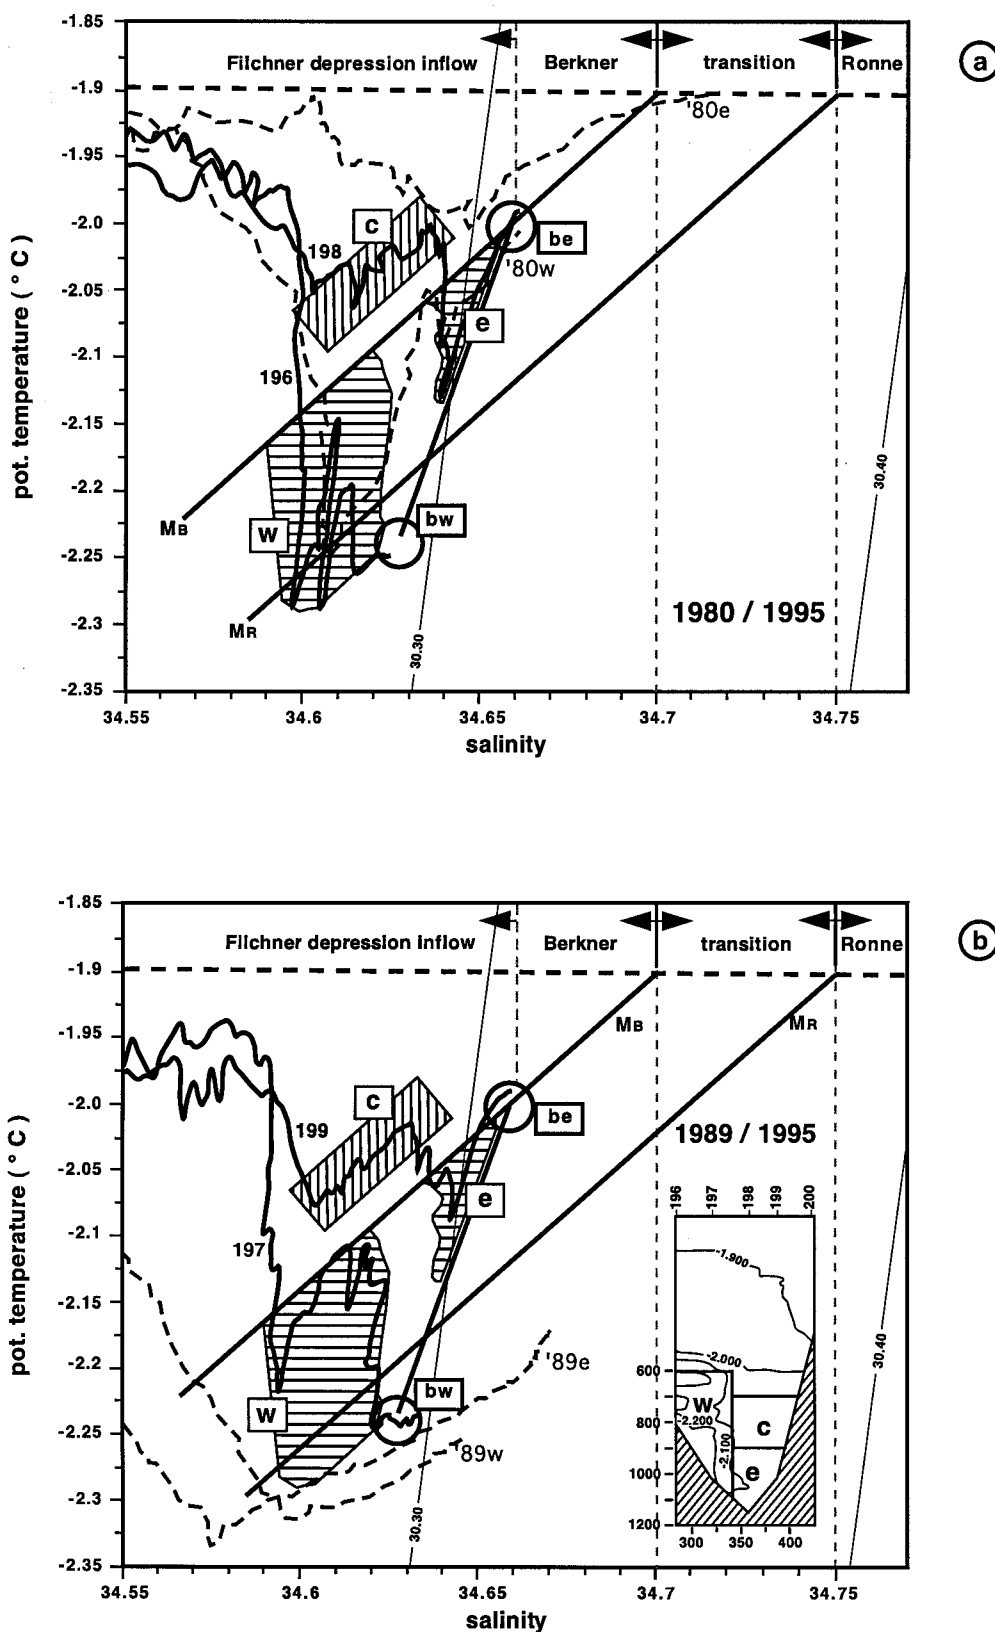 -1.85
Filchner depression inflow
Berkner
transition
Ronne
a
-1.9
'80e
-1.95
-2.0
c
198
be
'80w
-2.05
e
-2.1
196
-2.15
30.40
-2.2
MB
W
bw
-2.25
1980 / 1995
MR
-2.3
30.30
-2.35
34.55
34.6
34.65
34.7
34.75
salinity
pot. temperature ( ° C )
-1.85
Filchner depression inflow
Berkner
transition
Ronne
b
-1.9
MB
MR
-1.95
-2.0
c
be
199
1989 / 1995
-2.05
e
196
197
198
199
200
-2.1
197
-1.900
-2.15
-2.000
'89e
30.40
-2.2
600
bw
W
W
-2.200
800
c
-2.100
-2.25
'89w
e
1000
-2.3
30.30
1200
300
350
400
-2.35
34.55
34.6
34.65
34.7
34.75
salinity
pot. temperature ( ° C )